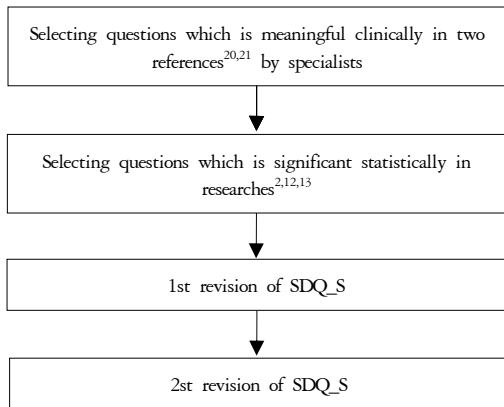 Selecting questions which is meaningful clinically in two
references20,21 by specialists
Selecting questions which is significant statistically in
researches2,12,13
1st revision of SDQ_S
2st revision of SDQ_S